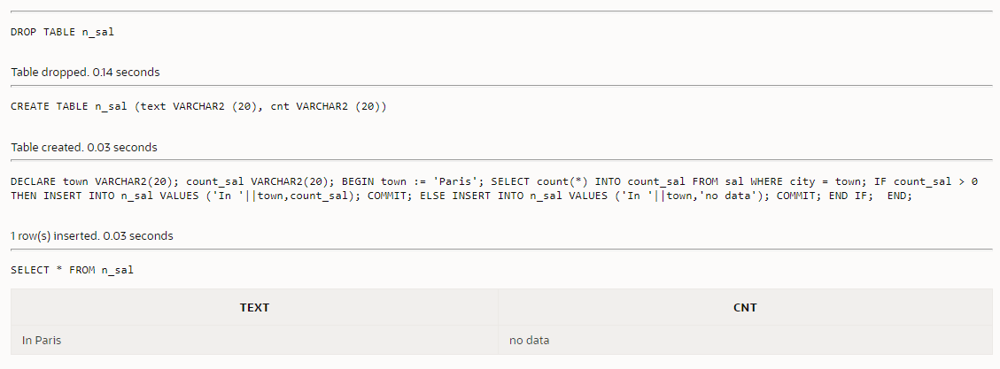 DROP TABLE n_sal
Table dropped. 0.14 seconds
CREATE TABLE n_sal (text VARCHAR2 (20), cnt VARCHAR2 (20))
Table created. 0.03 seconds
DECLARE town VARCHAR2(20); count_sal VARCHAR2(20); BEGIN town := 'Paris'; SELECT count(*) INTO count_sal FROM sal WHERE city = town; IF count_sal > 0
THEN INSERT INTO n_sal VALUES ('In '||town,count_sal); COMMIT; ELSE INSERT INTO n_sal VALUES ('In '||town,'no data'); COMMIT; END IF;  END;
1 row(s) inserted. 0.03 seconds
SELECT * FROM n_sal
TEXT CNT
In Paris no data